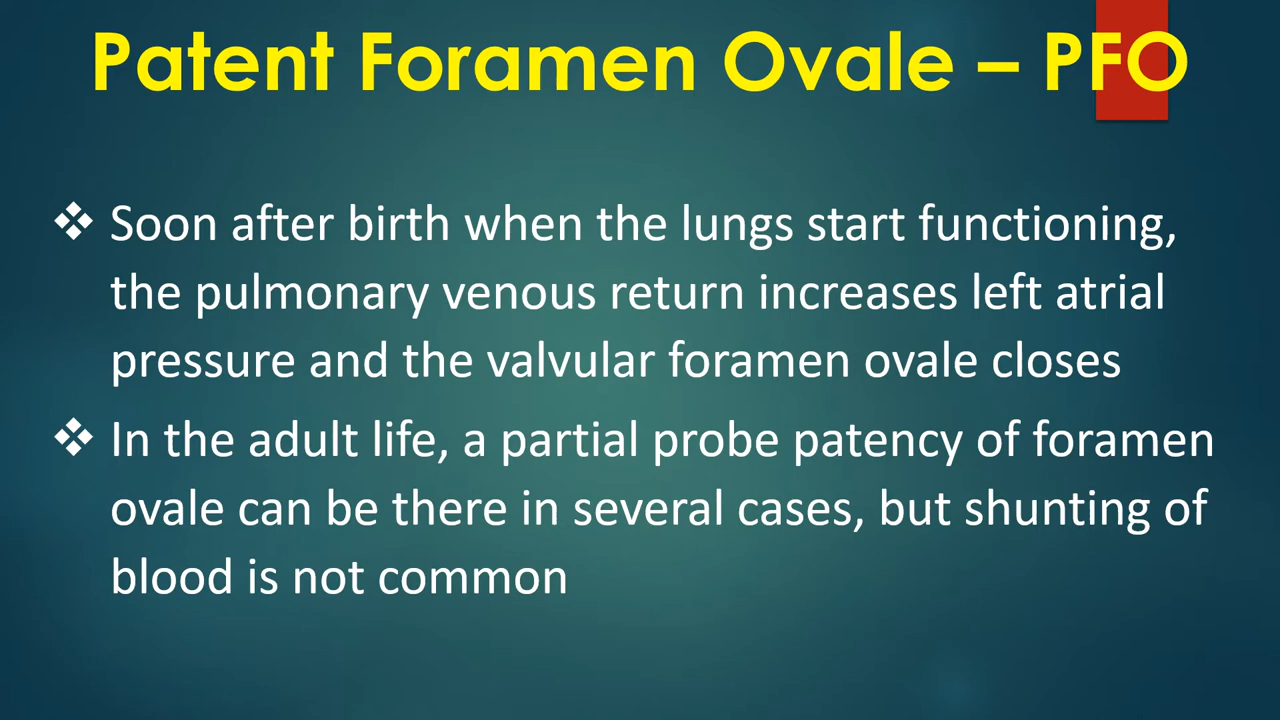 Patent Foramen Ovale – PFO
❖ Soon after birth when the lungs start functioning,
the pulmonary venous return increases left atrial
pressure and the valvular foramen ovale closes
❖ In the adult life, a partial probe patency of foramen
ovale can be there in several cases, but shunting of
blood is not common